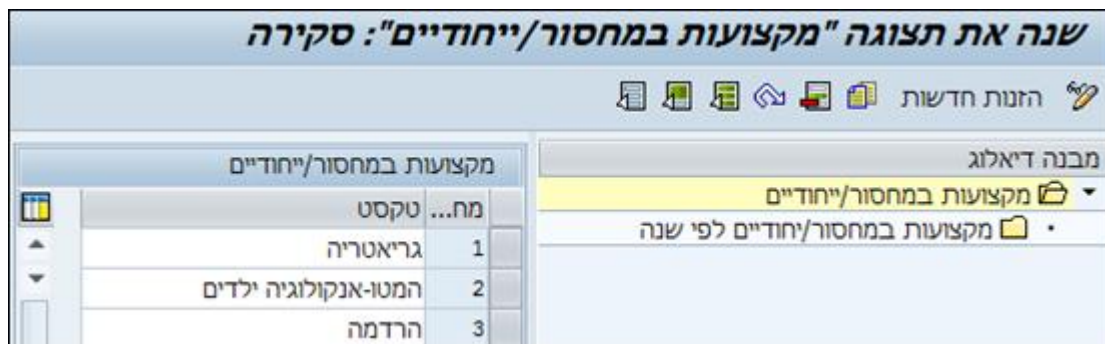 שנה את תצוגה "מקצועות במחסור/ייחודיים": סקירה
הזנות חדשות
מבנה דיאלוג
מקצועות במחסור/ייחודיים
מקצועות במחסור/יחודיים לפי שנה
מקצועות במחסור/ייחודיים
מח... טקסט
1 גריאטריה
2 המטו-אנקולוגיה ילדים
3 הרדמה